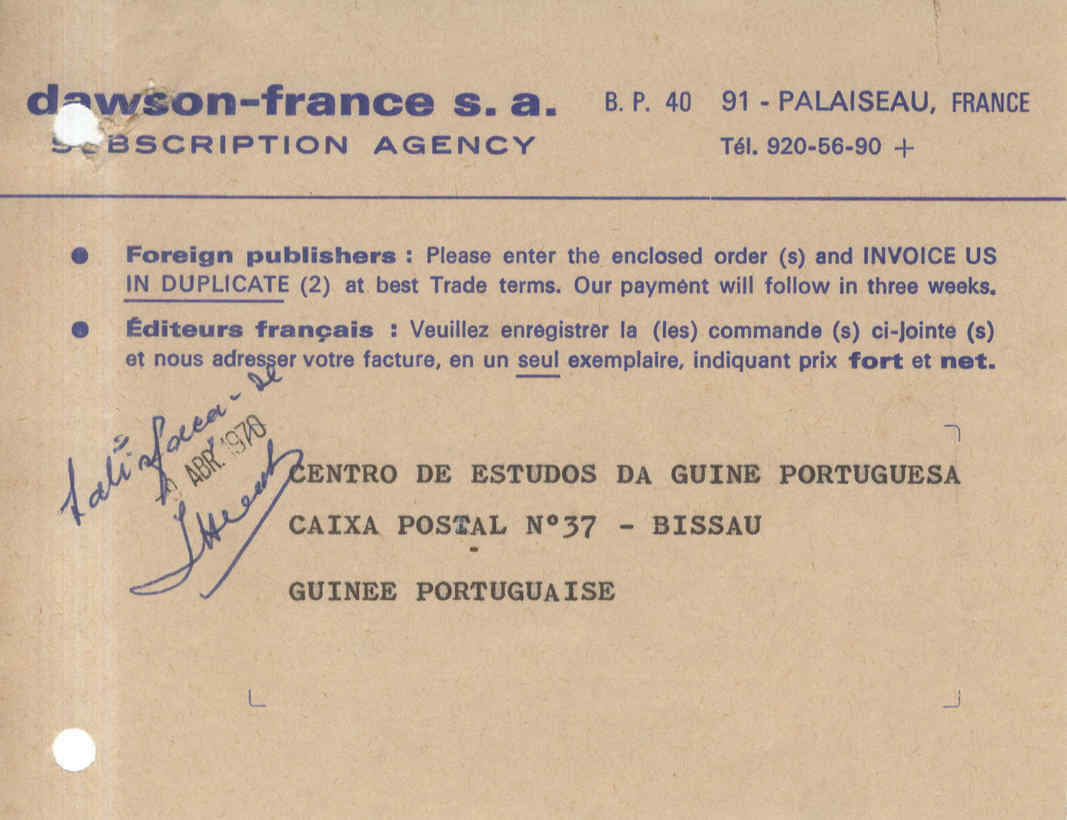 dawson-france s. a. B. P. 40 91 - PALAISEAU, FRANCE
SUBSCRIPTION AGENCY Tél. 920-56-90 +
● Foreign publishers : Please enter the enclosed order (s) and INVOICE US
IN DUPLICATE (2) at best Trade terms. Our payment will follow in three weeks.
● Éditeurs français : Veuillez enregistrer la (les) commande (s) ci-jointe (s)
et nous adresser votre facture, en un seul exemplaire, indiquant prix fort et net.
Satisfaça-se
ABR. 1970
CENTRO DE ESTUDOS DA GUINE PORTUGUESA
CAIXA POSTAL N°37 - BISSAU
GUINEE PORTUGUAISE